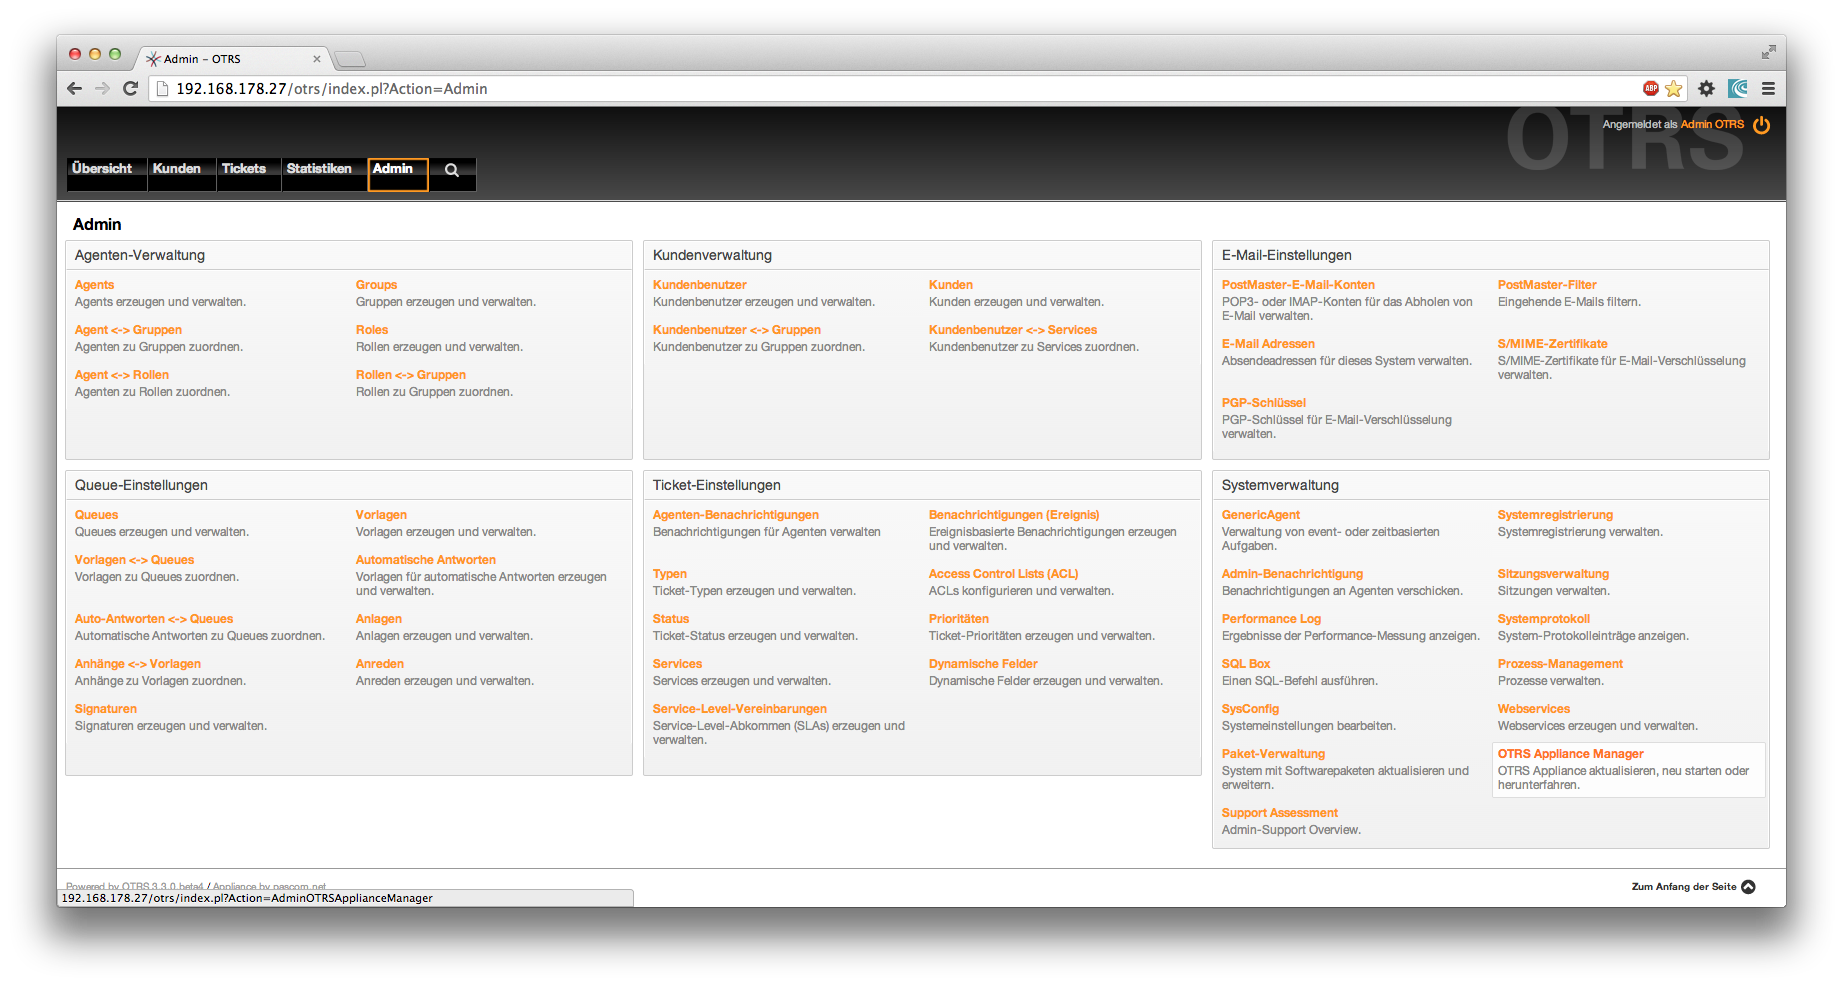 Admin – OTRS
192.168.178.27/otrs/index.pl?Action=Admin
ABP
OTRS
Angemeldet als Admin OTRS
Übersicht
Kunden
Tickets
Statistiken
Admin
Admin
Agenten-Verwaltung
Agents
Agents erzeugen und verwalten.
Groups
Gruppen erzeugen und verwalten.
Agent <-> Gruppen
Agenten zu Gruppen zuordnen.
Roles
Rollen erzeugen und verwalten.
Agent <-> Rollen
Agenten zu Rollen zuordnen.
Rollen <-> Gruppen
Rollen zu Gruppen zuordnen.
Kundenverwaltung
Kundenbenutzer
Kundenbenutzer erzeugen und verwalten.
Kunden
Kunden erzeugen und verwalten.
Kundenbenutzer <-> Gruppen
Kundenbenutzer zu Gruppen zuordnen.
Kundenbenutzer <-> Services
Kundenbenutzer zu Services zuordnen.
E-Mail-Einstellungen
PostMaster-E-Mail-Konten
POP3- oder IMAP-Konten für das Abholen von
E-Mail verwalten.
PostMaster-Filter
Eingehende E-Mails filtern.
E-Mail Adressen
Absendeadressen für dieses System verwalten.
S/MIME-Zertifikate
S/MIME-Zertifikate für E-Mail-Verschlüsselung
verwalten.
PGP-Schlüssel
PGP-Schlüssel für E-Mail-Verschlüsselung
verwalten.
Queue-Einstellungen
Queues
Queues erzeugen und verwalten.
Vorlagen
Vorlagen erzeugen und verwalten.
Vorlagen <-> Queues
Vorlagen zu Queues zuordnen.
Automatische Antworten
Vorlagen für automatische Antworten erzeugen
und verwalten.
Auto-Antworten <-> Queues
Automatische Antworten zu Queues zuordnen.
Anlagen
Anlagen erzeugen und verwalten.
Anhänge <-> Vorlagen
Anhänge zu Vorlagen zuordnen.
Anreden
Anreden erzeugen und verwalten.
Signaturen
Signaturen erzeugen und verwalten.
Ticket-Einstellungen
Agenten-Benachrichtigungen
Benachrichtigungen für Agenten verwalten
Benachrichtigungen (Ereignis)
Ereignisbasierte Benachrichtigungen erzeugen
und verwalten.
Typen
Ticket-Typen erzeugen und verwalten.
Access Control Lists (ACL)
ACLs konfigurieren und verwalten.
Status
Ticket-Status erzeugen und verwalten.
Prioritäten
Ticket-Prioritäten erzeugen und verwalten.
Services
Services erzeugen und verwalten.
Dynamische Felder
Dynamische Felder erzeugen und verwalten.
Service-Level-Vereinbarungen
Service-Level-Abkommen (SLAs) erzeugen und
verwalten.
Systemverwaltung
GenericAgent
Verwaltung von event- oder zeitbasierten
Aufgaben.
Systemregistrierung
Systemregistrierung verwalten.
Admin-Benachrichtigung
Benachrichtigungen an Agenten verschicken.
Sitzungsverwaltung
Sitzungen verwalten.
Performance Log
Ergebnisse der Performance-Messung anzeigen.
Systemprotokoll
System-Protokolleinträge anzeigen.
SQL Box
Einen SQL-Befehl ausführen.
Prozess-Management
Prozesse verwalten.
SysConfig
Systemeinstellungen bearbeiten.
Webservices
Webservices erzeugen und verwalten.
Paket-Verwaltung
System mit Softwarepaketen aktualisieren und
erweitern.
OTRS Appliance Manager
OTRS Appliance aktualisieren, neu starten oder
herunterfahren.
Support Assessment
Admin-Support Overview.
Powered by OTRS 3.3.0.beta4 / Appliance by pascom.net
Zum Anfang der Seite
192.168.178.27/otrs/index.pl?Action=AdminOTRSApplianceManager